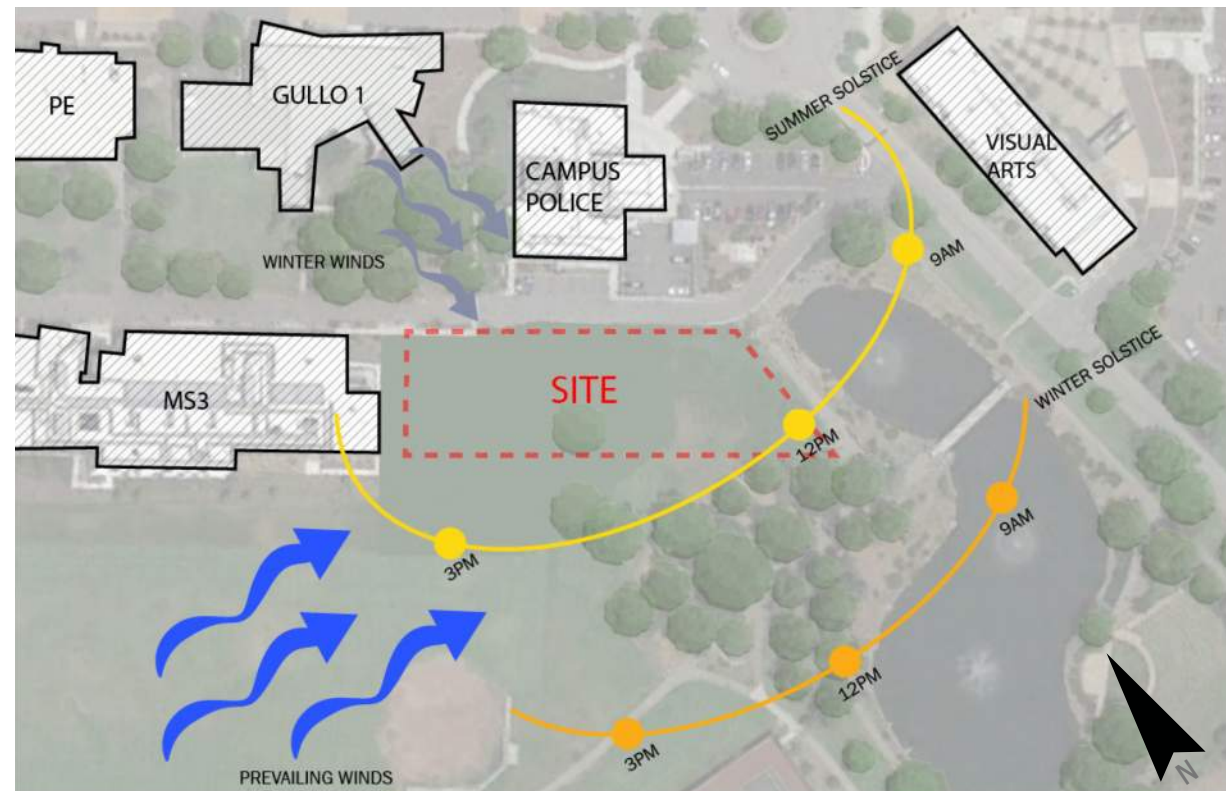 PE
GULLO 1
SUMMER SOLSTICE
VISUAL
ARTS
CAMPUS
POLICE
9AM
WINTER WINDS
WINTER SOLSTICE
MS3
SITE
12PM
9AM
3PM
12PM
3PM
PREVAILING WINDS
N